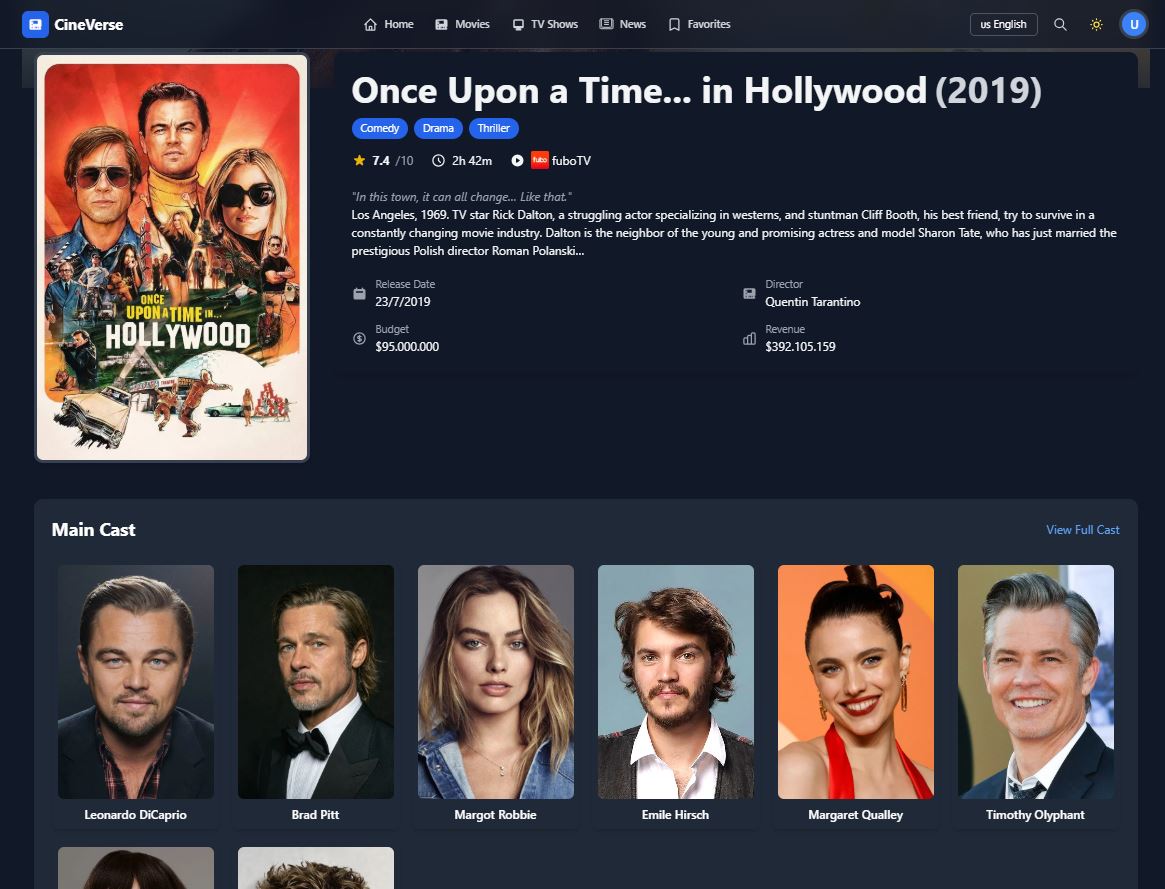 CineVerse
Home
Movies
TV Shows
News
Favorites
us English
U
Once Upon a Time... in Hollywood (2019)
Comedy
Drama
Thriller
7.4 /10
2h 42m
fubo
fuboTV
"In this town, it can all change... Like that."
Los Angeles, 1969. TV star Rick Dalton, a struggling actor specializing in westerns, and stuntman Cliff Booth, his best friend, try to survive in a
constantly changing movie industry. Dalton is the neighbor of the young and promising actress and model Sharon Tate, who has just married the
prestigious Polish director Roman Polanski...
Release Date
23/7/2019
Director
Quentin Tarantino
Budget
$95.000.000
Revenue
$392.105.159
ONCE
UPON A TIME IN...
HOLLYWOOD
Main Cast
View Full Cast
Leonardo DiCaprio
Brad Pitt
Margot Robbie
Emile Hirsch
Margaret Qualley
Timothy Olyphant